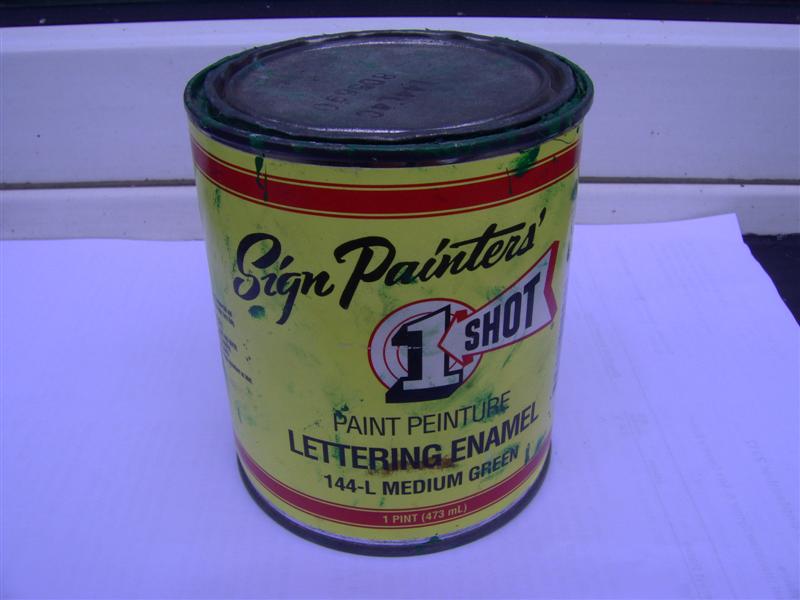 Sign Painters'
1 SHOT
PAINT PEINTURE
LETTERING ENAMEL
144-L MEDIUM GREEN
1 PINT (473 mL)